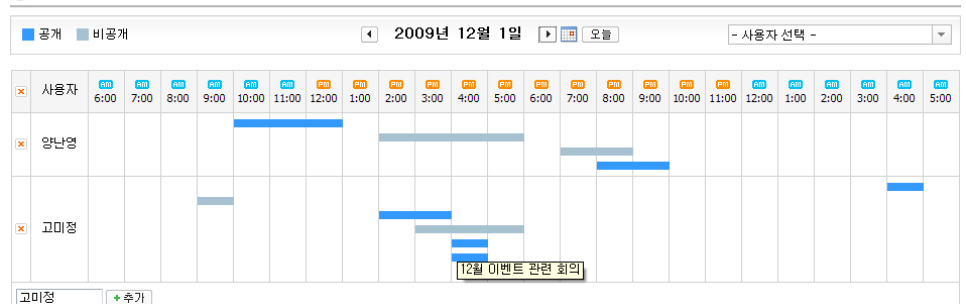 공개 비공개 2009년 12월 1일 오늘 - 사용자 선택 -
사용자 AM 6:00 AM 7:00 AM 8:00 AM 9:00 AM 10:00 AM 11:00 PM 12:00 PM 1:00 PM 2:00 PM 3:00 PM 4:00 PM 5:00 PM 6:00 PM 7:00 PM 8:00 PM 9:00 PM 10:00 PM 11:00 AM 12:00 AM 1:00 AM 2:00 AM 3:00 AM 4:00 AM 5:00
양난영
고미정
12월 이벤트 관련 회의
고미정 +추가